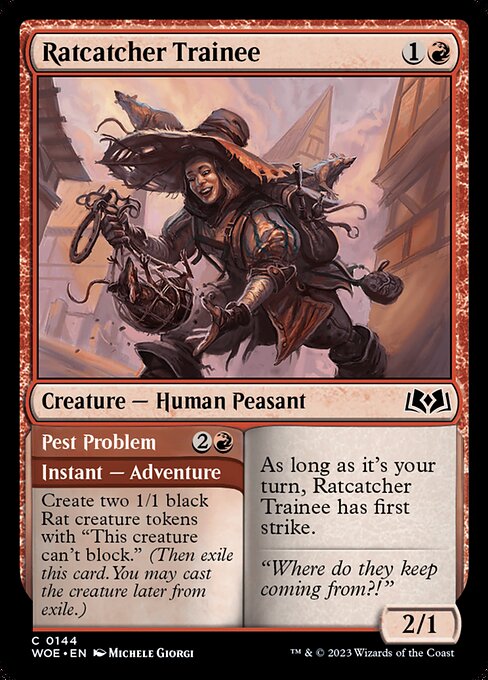 Ratcatcher Trainee 1
Creature — Human Peasant
Pest Problem 2
Instant — Adventure
Create two 1/1 black
Rat creature tokens
with “This creature
can’t block.” (Then exile
this card. You may cast
the creature later from
exile.)
As long as it’s your
turn, Ratcatcher
Trainee has first
strike.
“Where do they keep
coming from?!”
2/1
C 0144
WOE • EN Michele Giorgi
™ & © 2023 Wizards of the Coast